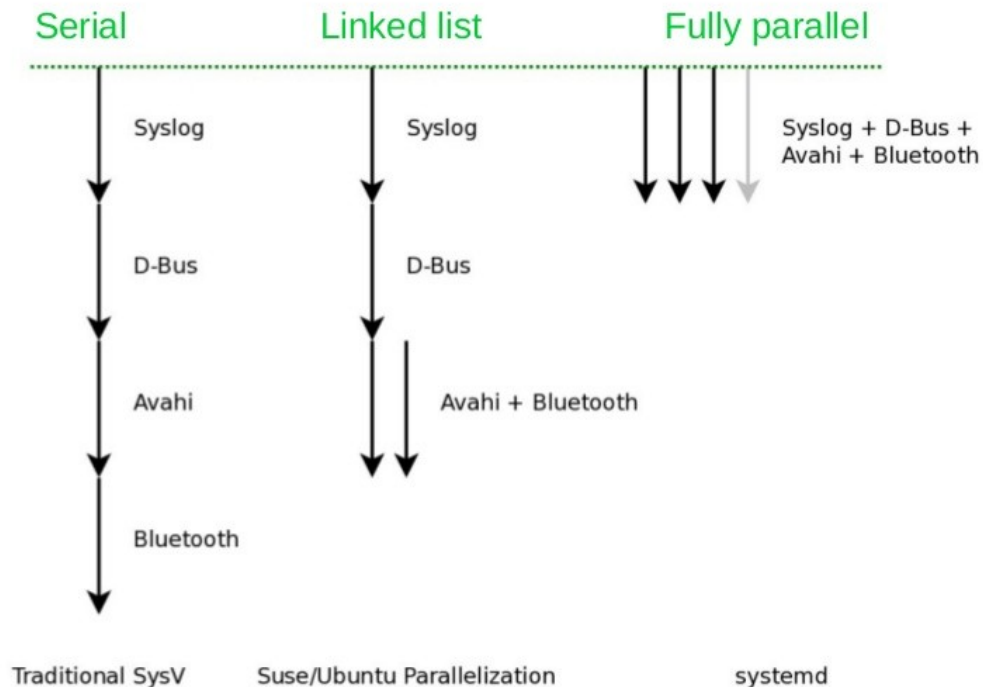 Serial
Linked list
Fully parallel
Syslog
Syslog
Syslog + D-Bus +
Avahi + Bluetooth
D-Bus
D-Bus
Avahi
Avahi + Bluetooth
Bluetooth
Traditional SysV
Suse/Ubuntu Parallelization
systemd